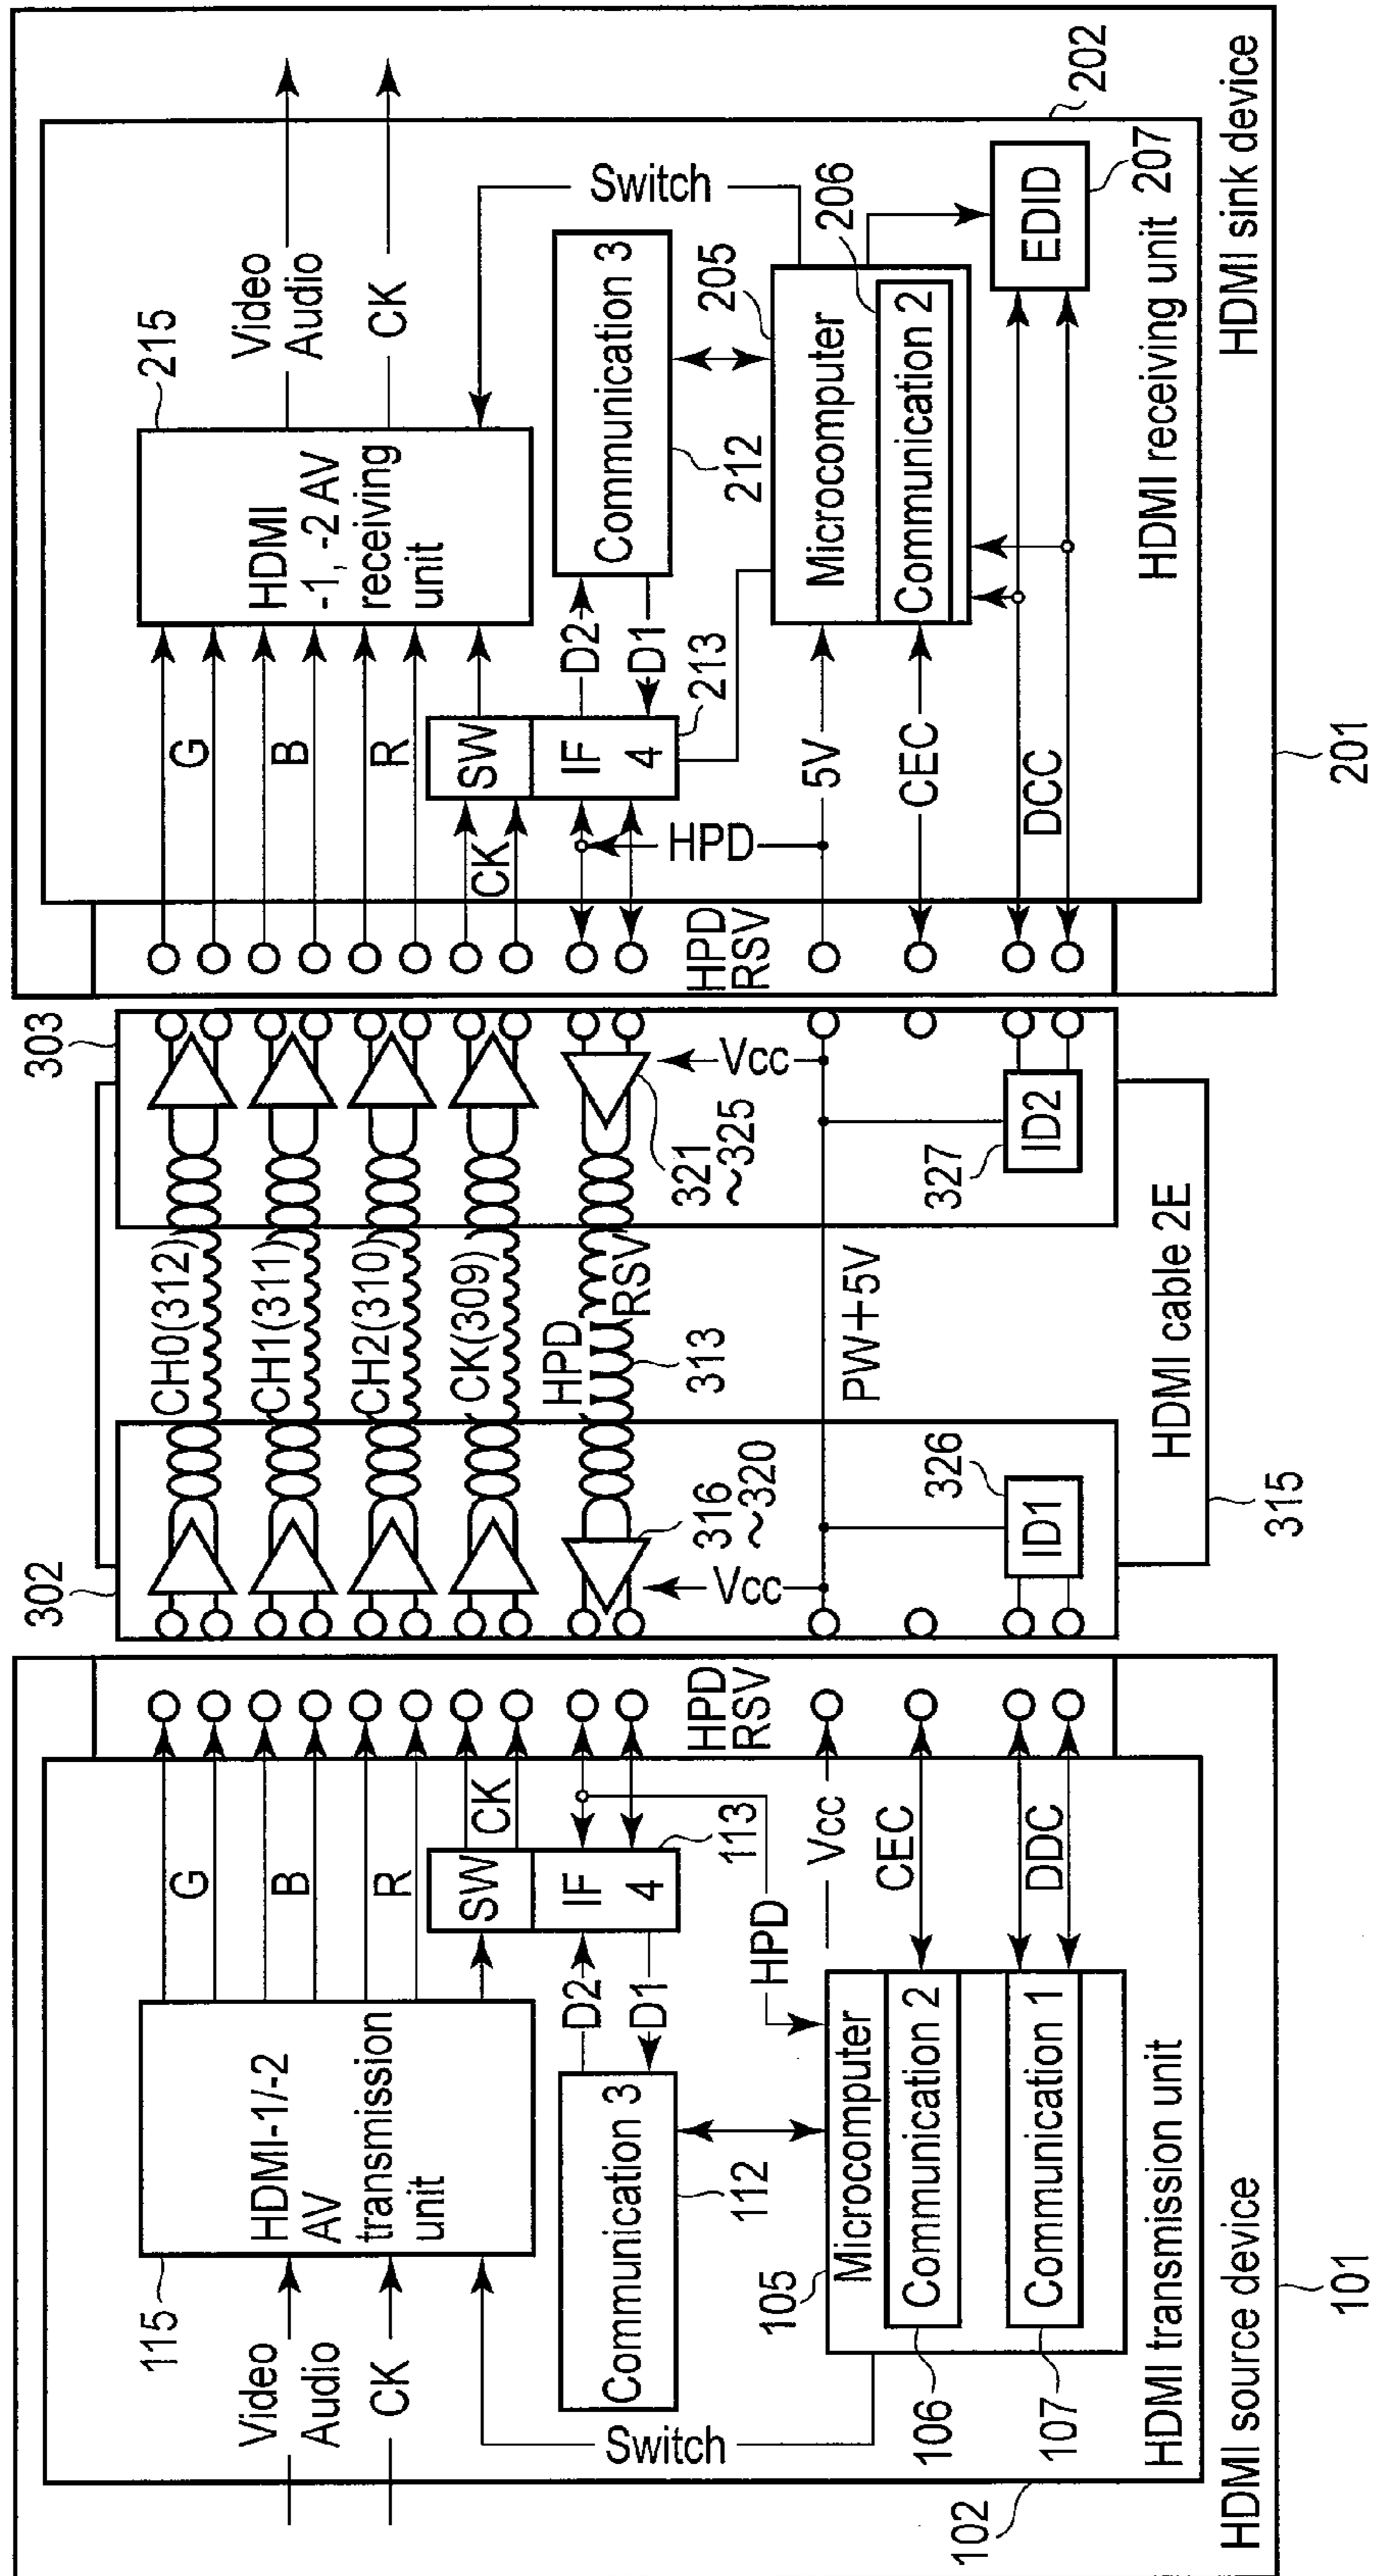 HDMI source device
101
HDMI transmission unit
102
Video
Audio
CK
115
HDMI-1/-2
AV
transmission
unit
G
B
R
SW
CK
IF
4
113
D2
D1
Communication 3
112
HPD
Switch
105
Microcomputer
Communication 2
106
Communication 1
107
Vcc
CEC
DDC
HPD
RSV
302
303
CH0(312)
CH1(311)
CH2(310)
CK(309)
HPD
RSV
313
316
~320
Vcc
321
~325
Vcc
PW+5V
326
ID1
327
ID2
HDMI cable 2E
315
HPD
RSV
G
B
R
CK
SW
IF
4
213
HPD
5V
CEC
DCC
D2
D1
215
HDMI
-1, -2 AV
receiving
unit
Video
Audio
CK
Communication 3
212
Switch
205
Microcomputer
Communication 2
206
EDID
207
HDMI receiving unit
202
HDMI sink device
201